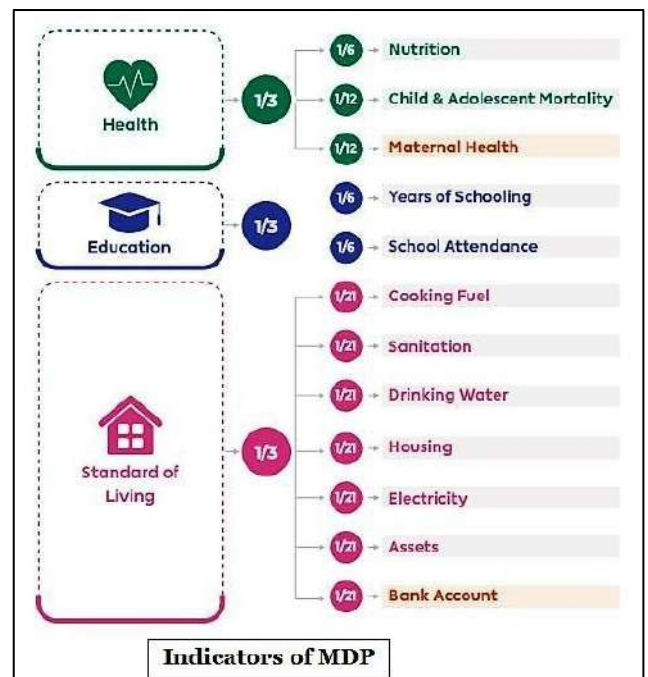 Health
1/3
1/6 Nutrition
1/12 Child & Adolescent Mortality
1/12 Maternal Health
Education
1/3
1/6 Years of Schooling
1/6 School Attendance
Standard of
Living
1/3
1/21 Cooking Fuel
1/21 Sanitation
1/21 Drinking Water
1/21 Housing
1/21 Electricity
1/21 Assets
1/21 Bank Account
Indicators of MDP